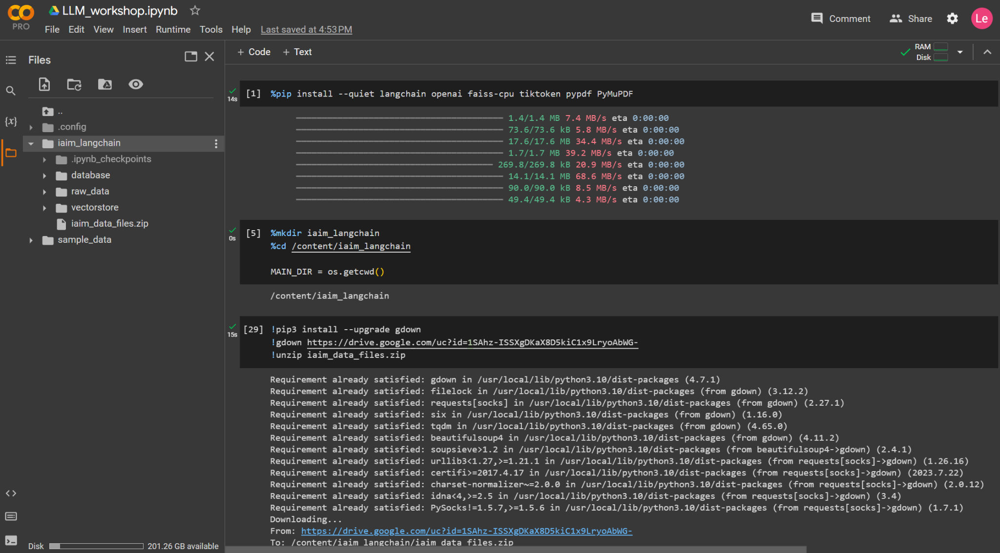 LLM_workshop.ipynb
PRO
File Edit View Insert Runtime Tools Help Last saved at 4:53 PM
Comment Share Le
Files
..
.config
iaim_langchain
.ipynb_checkpoints
database
raw_data
vectorstore
iaim_data_files.zip
sample_data
{x}
Disk 201.26 GB available
+ Code + Text
RAM
Disk
14s
[1] %pip install --quiet langchain openai faiss-cpu tiktoken pypdf PyMuPDF
1.4/1.4 MB 7.4 MB/s eta 0:00:00
73.6/73.6 kB 5.8 MB/s eta 0:00:00
17.6/17.6 MB 34.4 MB/s eta 0:00:00
1.7/1.7 MB 39.2 MB/s eta 0:00:00
269.8/269.8 kB 20.9 MB/s eta 0:00:00
14.1/14.1 MB 68.6 MB/s eta 0:00:00
90.0/90.0 kB 8.5 MB/s eta 0:00:00
49.4/49.4 kB 4.3 MB/s eta 0:00:00
0s
[5] %mkdir iaim_langchain
%cd /content/iaim_langchain
MAIN_DIR = os.getcwd()
/content/iaim_langchain
15s
[29] !pip3 install --upgrade gdown
!gdown https://drive.google.com/uc?id=1SAhz-ISSXgDKaX8D5kiC1x9LryoAbWG-
!unzip iaim_data_files.zip
Requirement already satisfied: gdown in /usr/local/lib/python3.10/dist-packages (4.7.1)
Requirement already satisfied: filelock in /usr/local/lib/python3.10/dist-packages (from gdown) (3.12.2)
Requirement already satisfied: requests[socks] in /usr/local/lib/python3.10/dist-packages (from gdown) (2.27.1)
Requirement already satisfied: six in /usr/local/lib/python3.10/dist-packages (from gdown) (1.16.0)
Requirement already satisfied: tqdm in /usr/local/lib/python3.10/dist-packages (from gdown) (4.65.0)
Requirement already satisfied: beautifulsoup4 in /usr/local/lib/python3.10/dist-packages (from gdown) (4.11.2)
Requirement already satisfied: soupsieve>1.2 in /usr/local/lib/python3.10/dist-packages (from beautifulsoup4->gdown) (2.4.1)
Requirement already satisfied: urllib3<1.27,>=1.21.1 in /usr/local/lib/python3.10/dist-packages (from requests[socks]->gdown) (1.26.16)
Requirement already satisfied: certifi>=2017.4.17 in /usr/local/lib/python3.10/dist-packages (from requests[socks]->gdown) (2023.7.22)
Requirement already satisfied: charset-normalizer~=2.0.0 in /usr/local/lib/python3.10/dist-packages (from requests[socks]->gdown) (2.0.12)
Requirement already satisfied: idna<4,>=2.5 in /usr/local/lib/python3.10/dist-packages (from requests[socks]->gdown) (3.4)
Requirement already satisfied: PySocks!=1.5.7,>=1.5.6 in /usr/local/lib/python3.10/dist-packages (from requests[socks]->gdown) (1.7.1)
Downloading...
From: https://drive.google.com/uc?id=1SAhz-ISSXgDKaX8D5kiC1x9LryoAbWG-
To: /content/iaim_langchain/iaim_data_files.zip